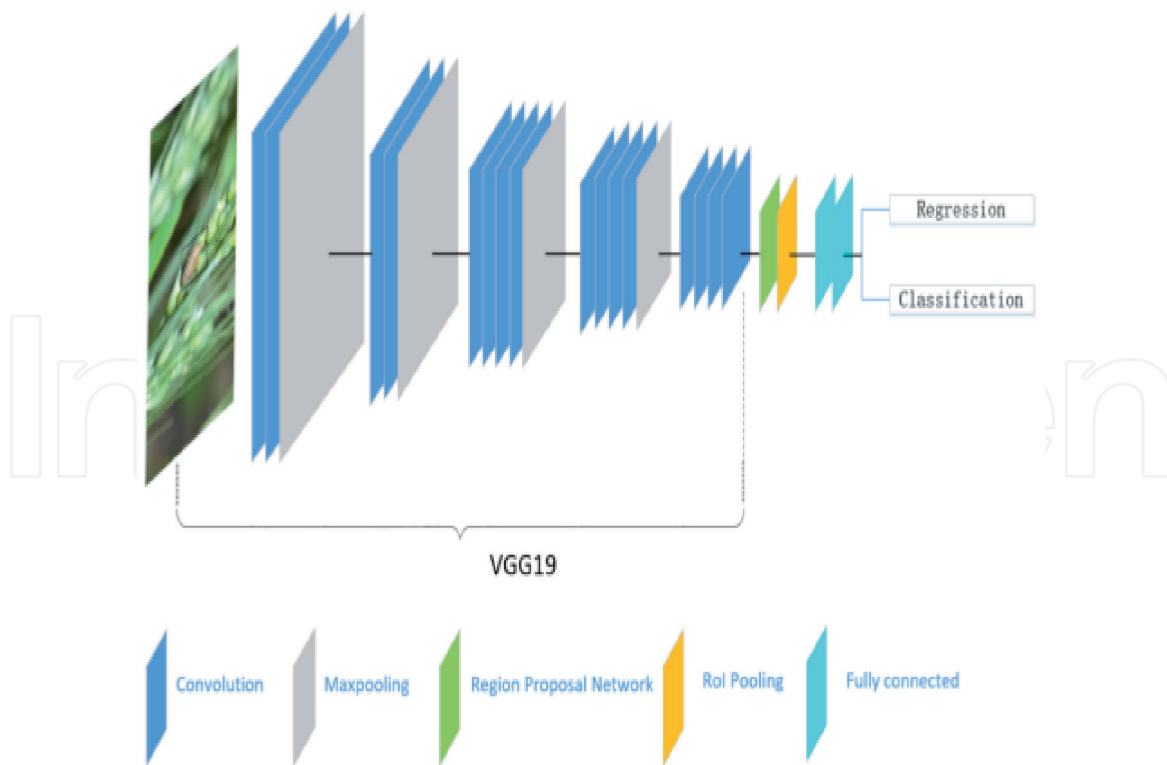 Regression
Classification
VGG19
Convolution
Maxpooling
Region Proposal Network
RoI Pooling
Fully connected